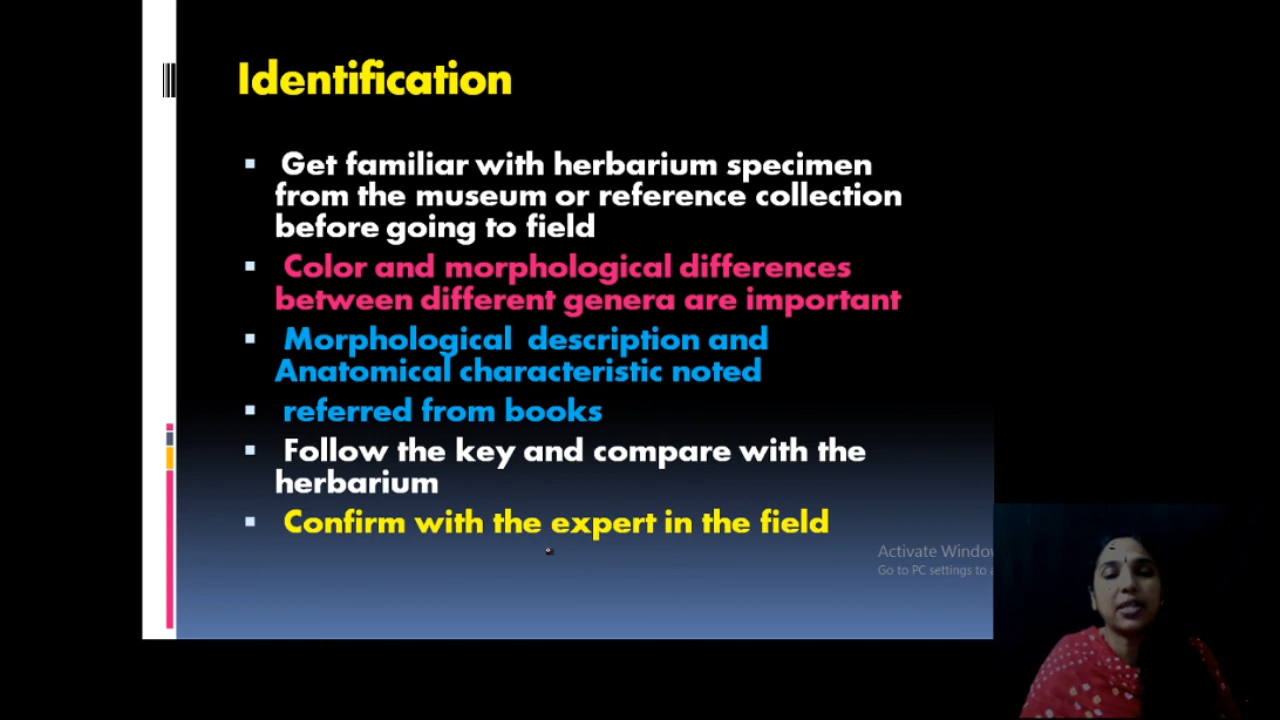 Identification
Get familiar with herbarium specimen
from the museum or reference collection
before going to field
Color and morphological differences
between different genera are important
Morphological description and
Anatomical characteristic noted
referred from books
Follow the key and compare with the
herbarium
Confirm with the expert in the field
Activate Windo
Go to PC settings to